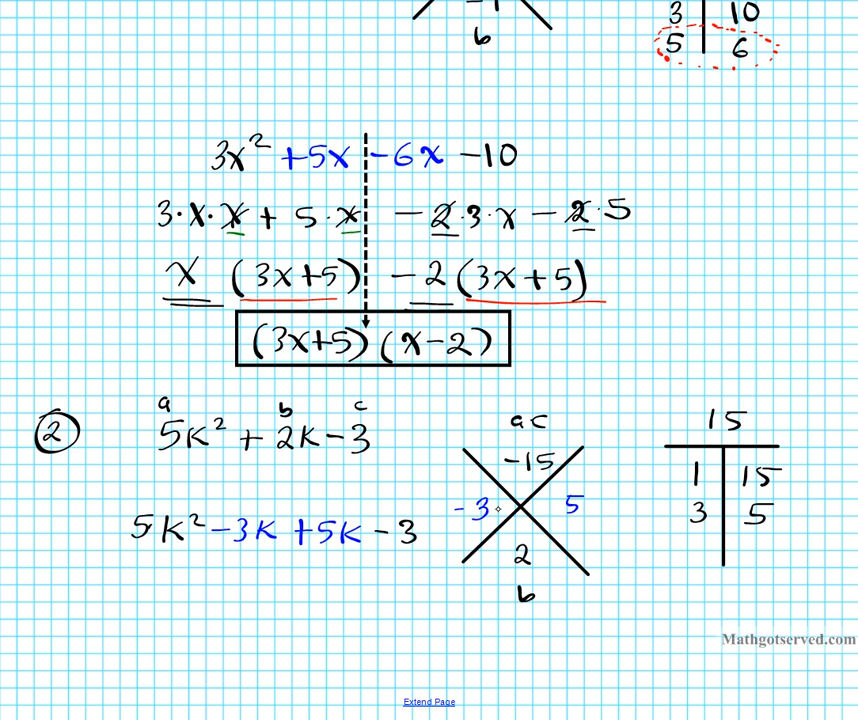 b
3 10
5 6
3x² +5x -6x -10
3·x·x + 5·x -2·3·x - 2·5
x (3x+5) -2 (3x+5)
(3x+5) (x-2)
a b c
② 5k² + 2k - 3
ac
-15
-3 5
2
b
15
1 15
3 5
5k² -3k +5k - 3
Mathgotserved.com
Extend Page